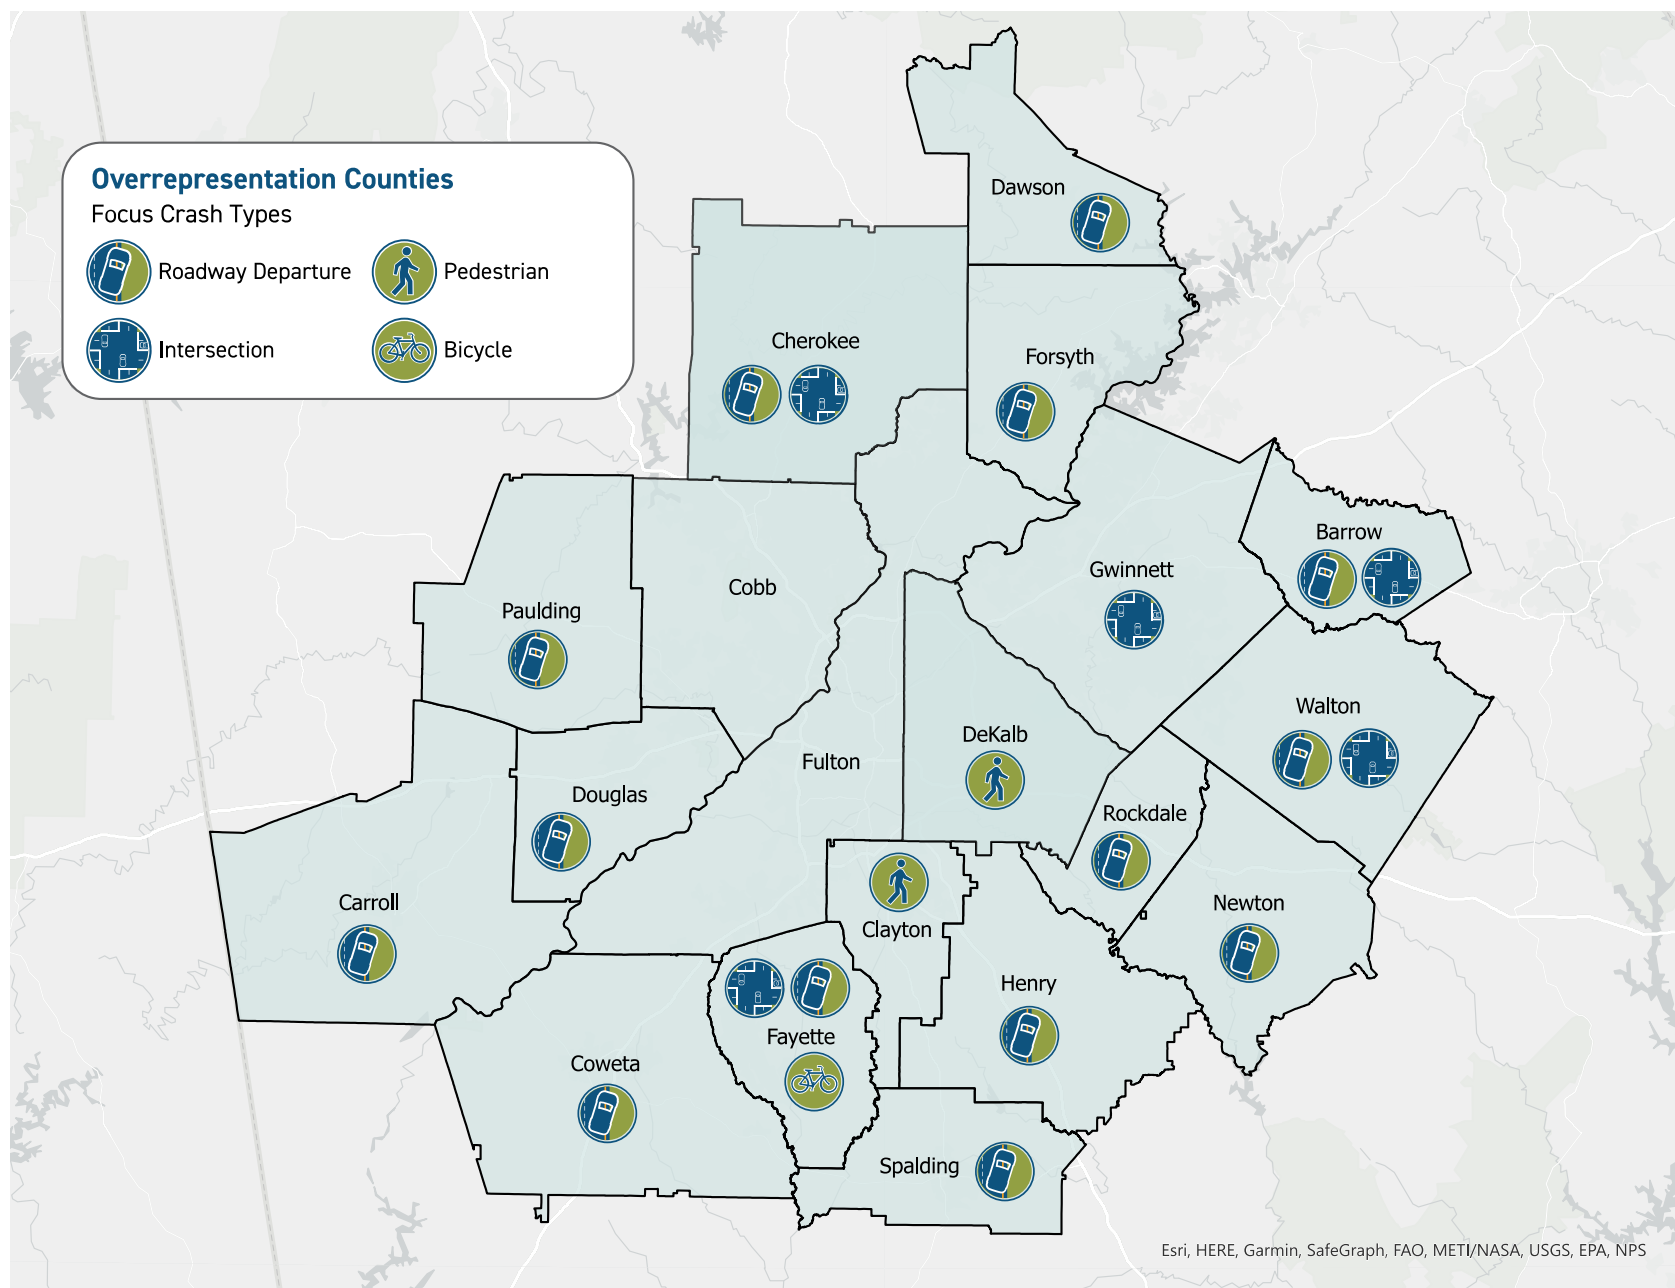 Overrepresentation Counties
Focus Crash Types
Roadway Departure
Pedestrian
Intersection
Bicycle
Dawson
Cherokee
Forsyth
Barrow
Gwinnett
Cobb
Paulding
Walton
DeKalb
Fulton
Douglas
Rockdale
Carroll
Newton
Clayton
Henry
Fayette
Coweta
Spalding
Esri, HERE, Garmin, SafeGraph, FAO, METI/NASA, USGS, EPA, NPS